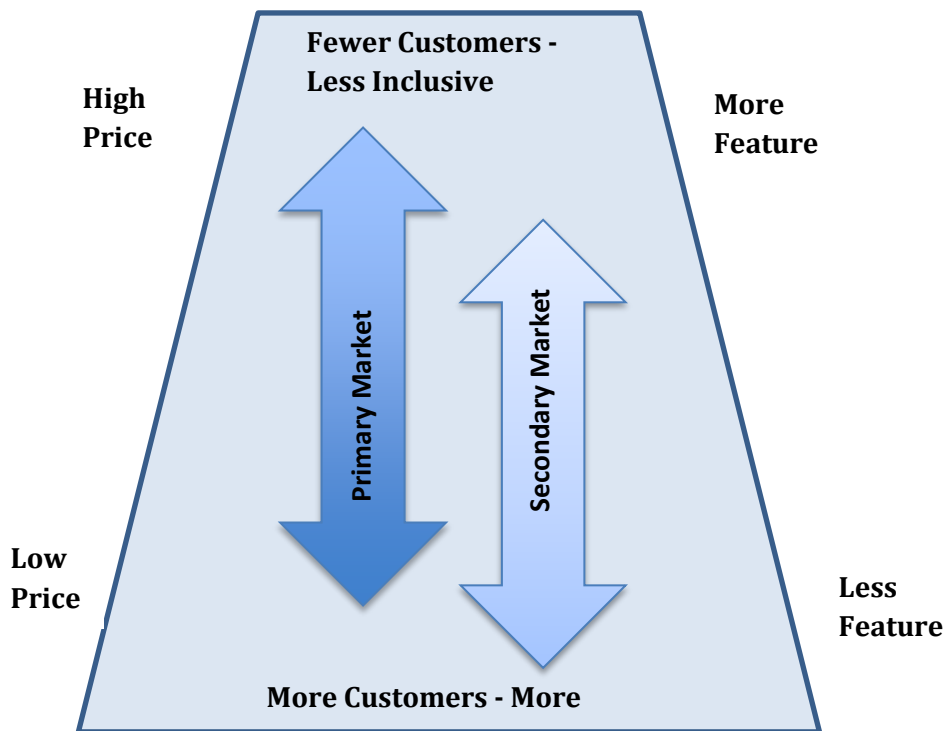 Fewer Customers -
Less Inclusive
High
Price
More
Feature
Primary Market
Secondary Market
Low
Price
Less
Feature
More Customers - More